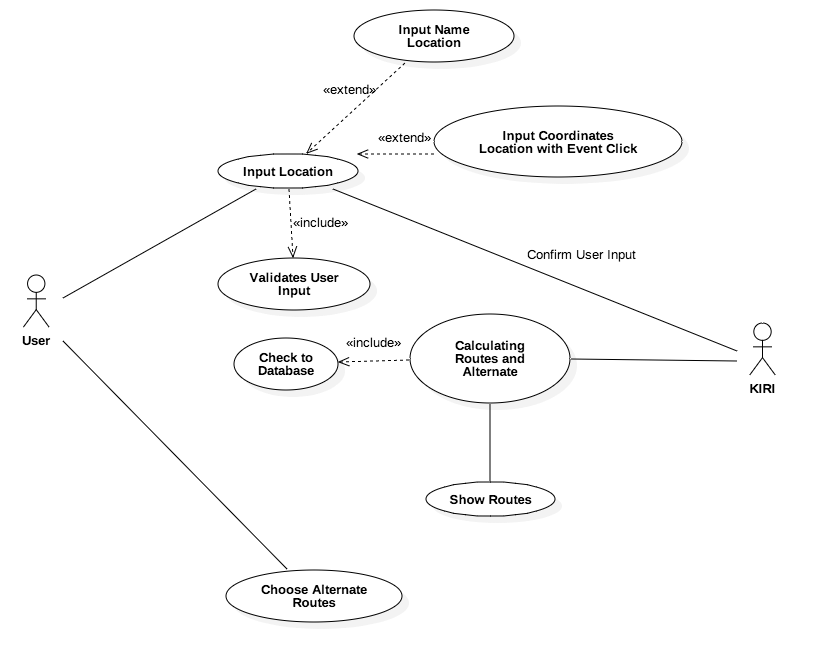 Input Name
Location
«extend»
«extend»
Input Coordinates
Location with Event Click
Input Location
«include»
Confirm User Input
Validates User
Input
User
«include»
Calculating
Routes and
Alternate
Check to
Database
KIRI
Show Routes
Choose Alternate
Routes